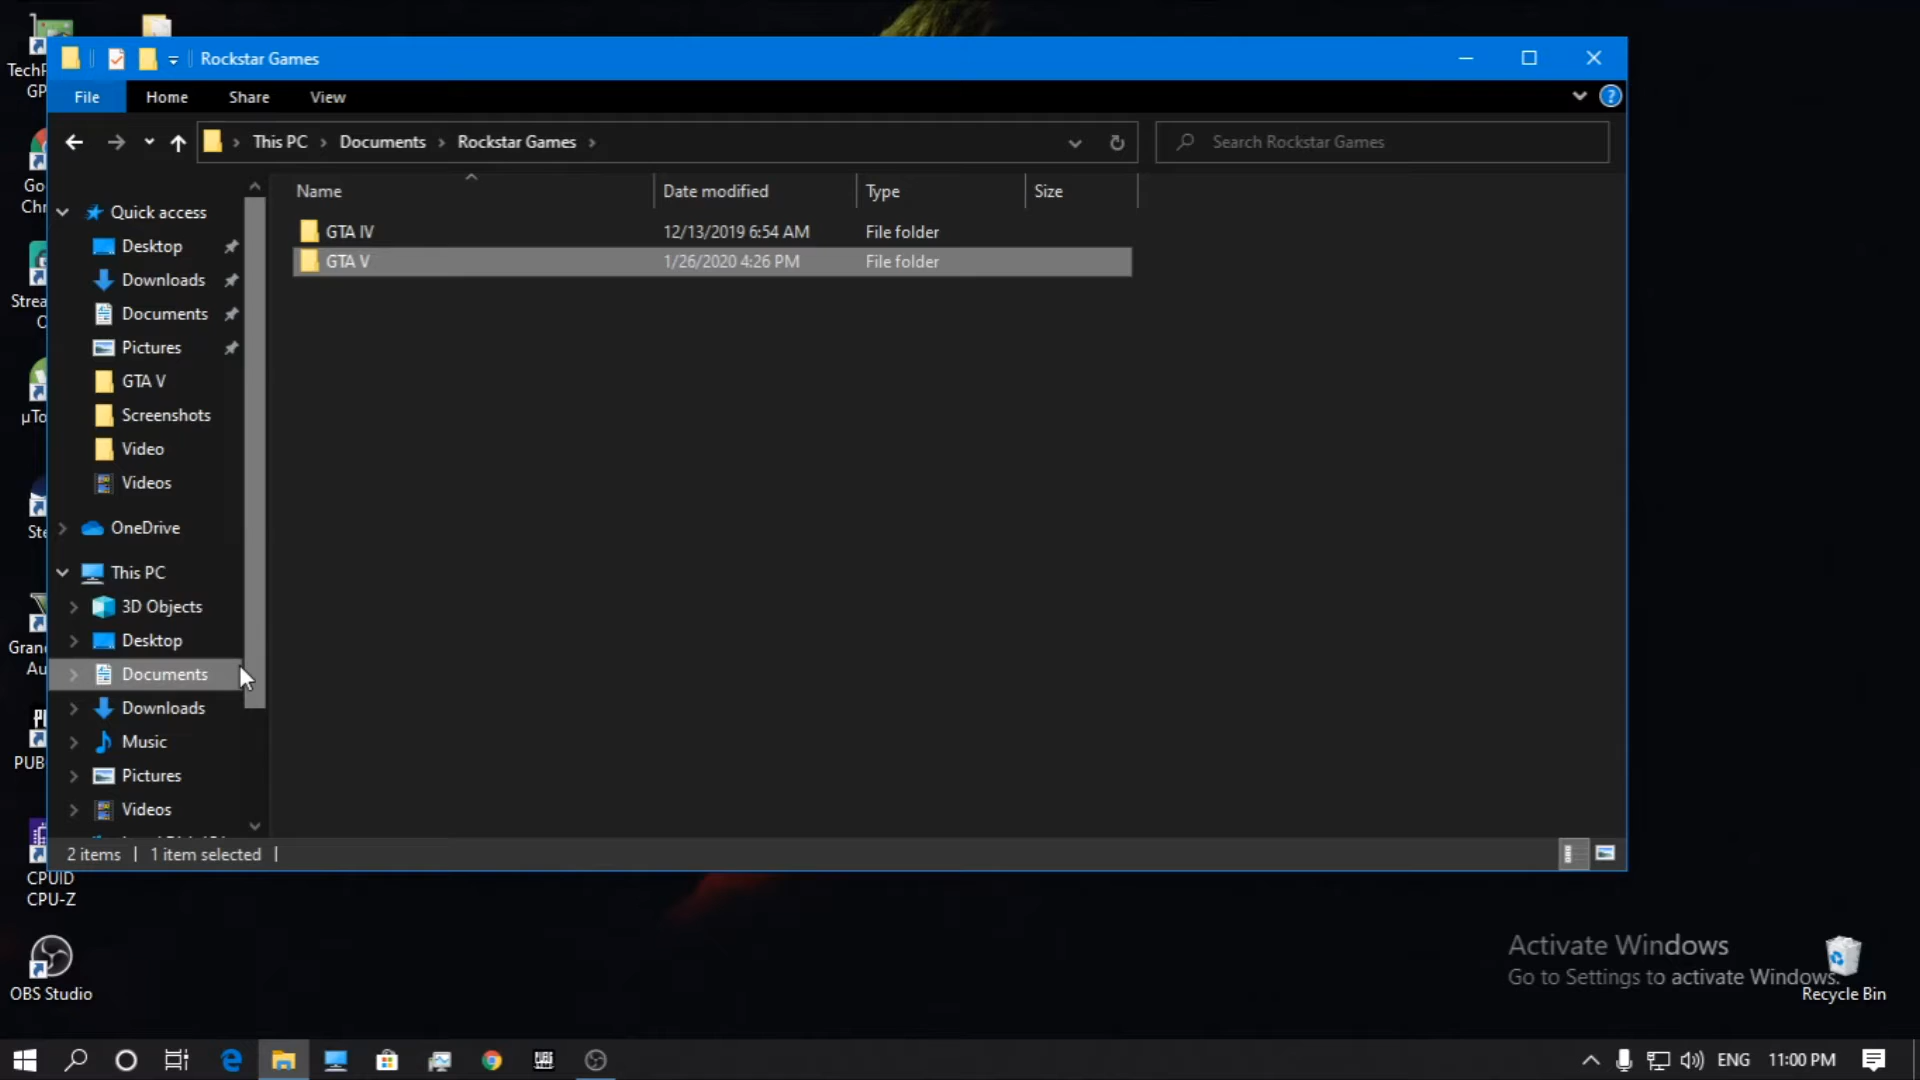 Rockstar Games
File Home Share View
This PC Documents Rockstar Games
Search Rockstar Games
Name Date modified Type Size
GTA IV 12/13/2019 6:54 AM File folder
GTA V 1/26/2020 4:26 PM File folder
Quick access
Desktop
Downloads
Documents
Pictures
GTA V
Screenshots
Video
Videos
OneDrive
This PC
3D Objects
Desktop
Documents
Downloads
Music
Pictures
Videos
2 items 1 item selected
CPUID
CPU-Z
OBS Studio
Activate Windows
Go to Settings to activate Windows.
Recycle Bin
ENG 11:00 PM